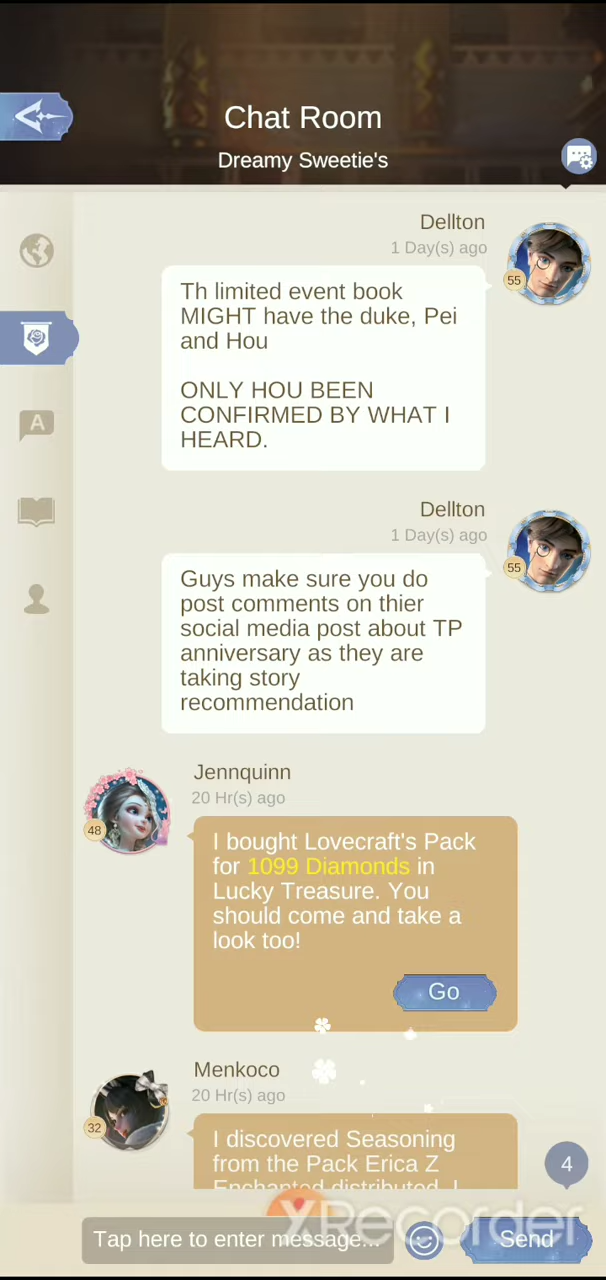 Chat Room
Dreamy Sweetie's
Dellton
1 Day(s) ago
55
Th limited event book
MIGHT have the duke, Pei
and Hou
ONLY HOU BEEN
CONFIRMED BY WHAT I
HEARD.
Dellton
1 Day(s) ago
55
Guys make sure you do
post comments on thier
social media post about TP
anniversary as they are
taking story
recommendation
A
Jennquinn
20 Hr(s) ago
48
I bought Lovecraft's Pack
for 1099 Diamonds in
Lucky Treasure. You
should come and take a
look too!
Go
Menkoco
20 Hr(s) ago
32
I discovered Seasoning
from the Pack Erica Z
Enchanted distributed. I
4
Tap here to enter message...
Send
XRecorder